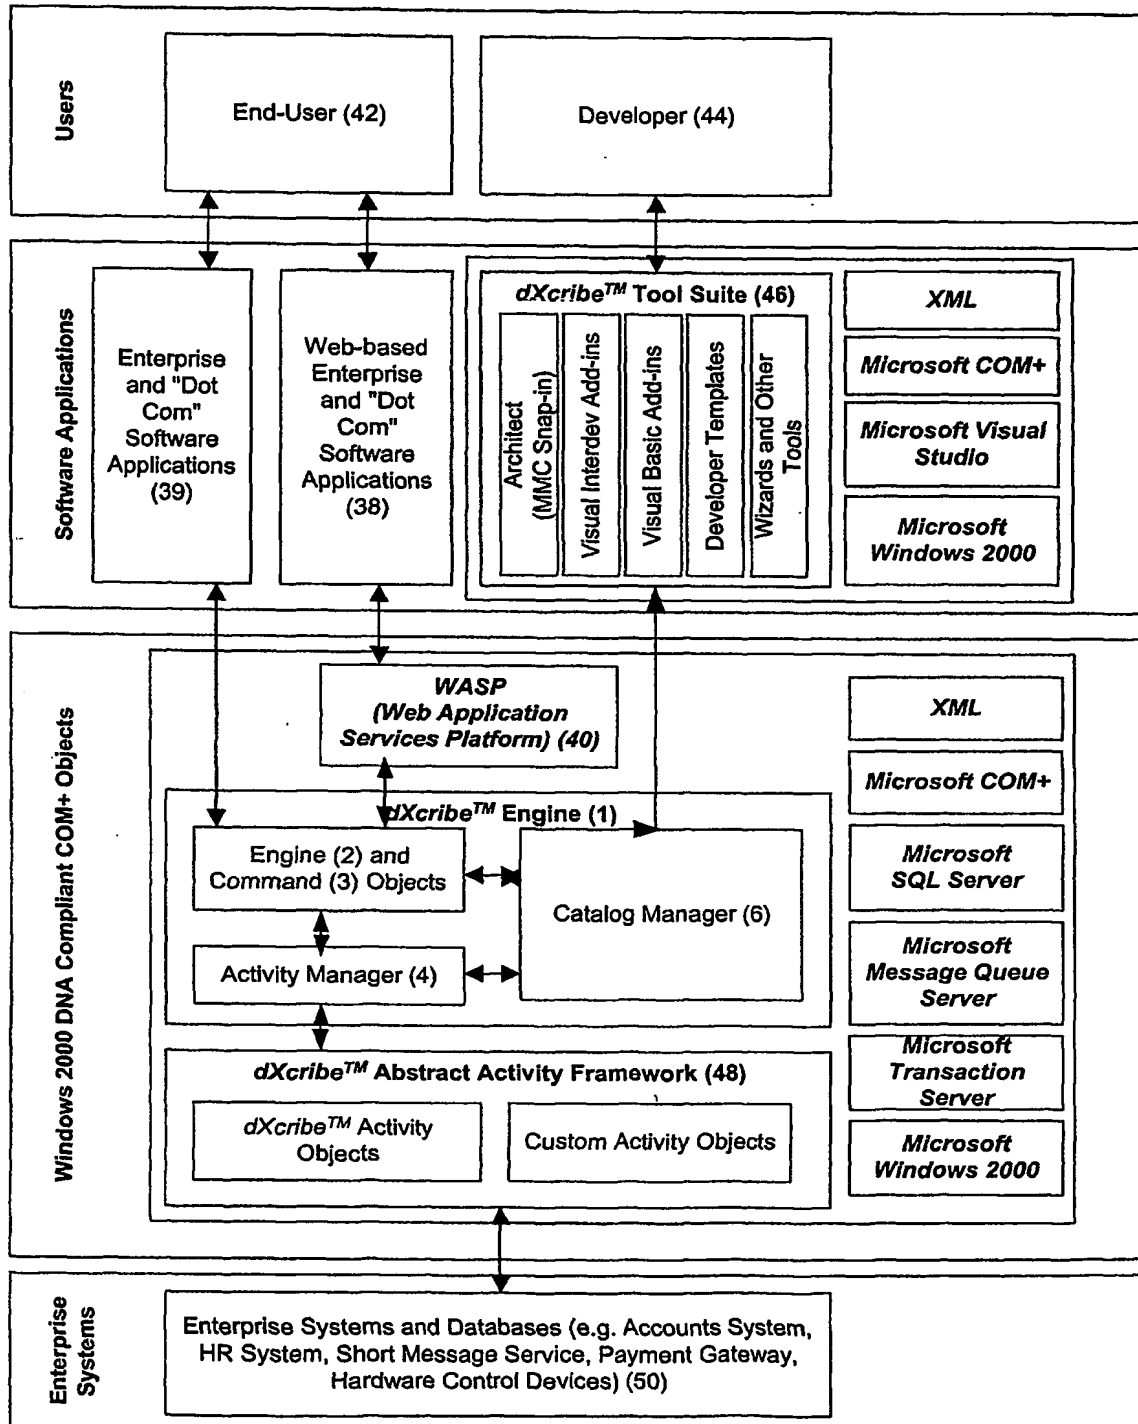 Users
End-User (42)
Developer (44)
Software Applications
Enterprise
and "Dot
Com"
Software
Applications
(39)
Web-based
Enterprise
and "Dot
Com"
Software
Applications
(38)
dXcribe™ Tool Suite (46)
Architect
(MMC Snap-in)
Visual Interdev Add-ins
Visual Basic Add-ins
Developer Templates
Wizards and Other
Tools
XML
Microsoft COM+
Microsoft Visual
Studio
Microsoft
Windows 2000
Windows 2000 DNA Compliant COM+ Objects
WASP
(Web Application
Services Platform) (40)
dXcribe™ Engine (1)
Engine (2) and
Command (3) Objects
Catalog Manager (6)
Activity Manager (4)
dXcribe™ Abstract Activity Framework (48)
dXcribe™ Activity
Objects
Custom Activity Objects
XML
Microsoft COM+
Microsoft
SQL Server
Microsoft
Message Queue
Server
Microsoft
Transaction
Server
Microsoft
Windows 2000
Enterprise
Systems
Enterprise Systems and Databases (e.g. Accounts System,
HR System, Short Message Service, Payment Gateway,
Hardware Control Devices) (50)